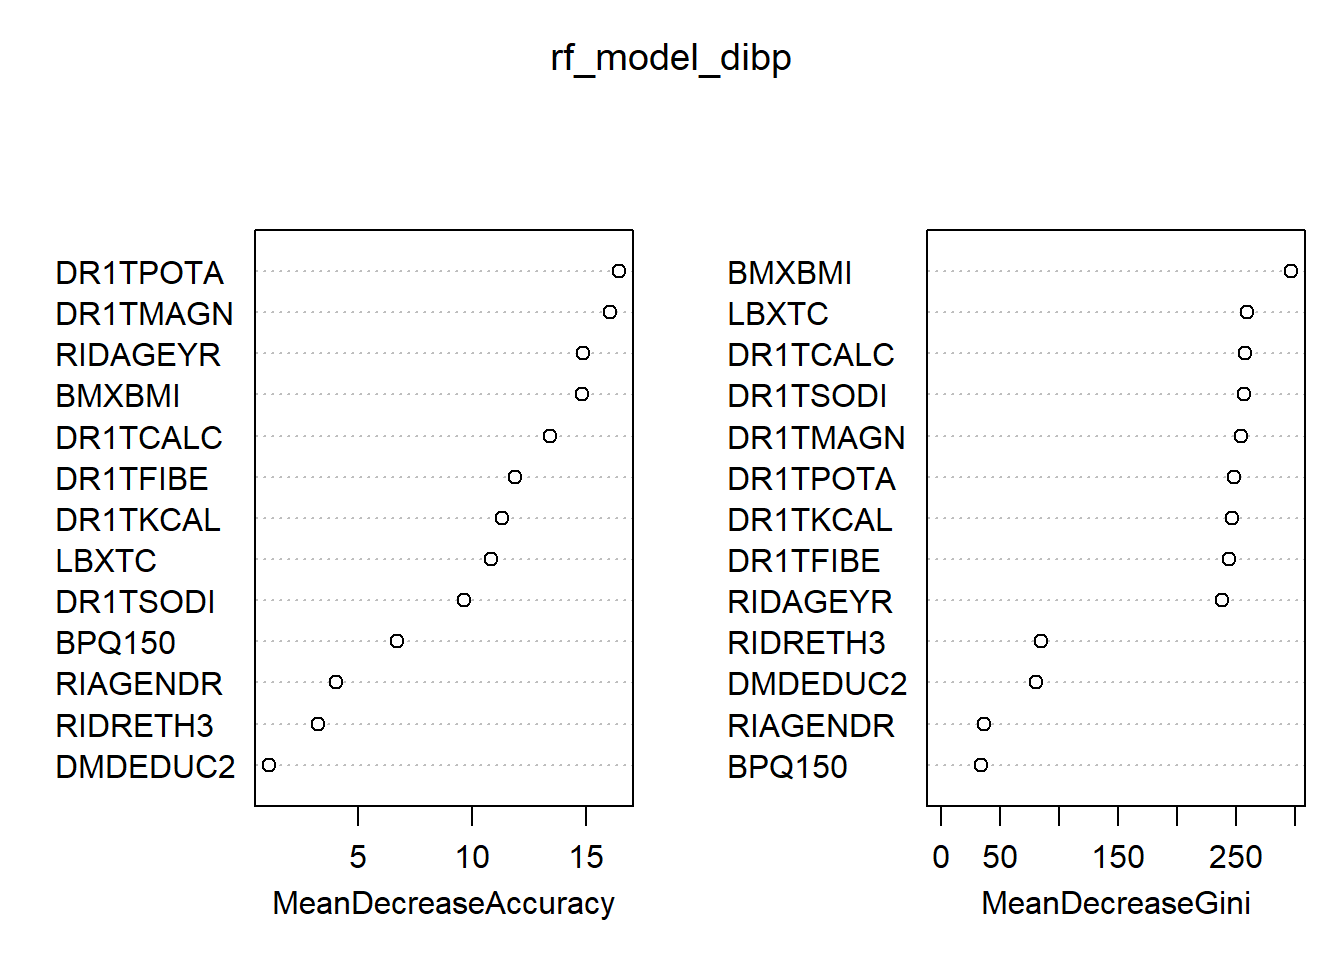 rf_model_dibp
DR1TPOTA
DR1TMAGN
RIDAGEYR
BMXBMI
DR1TCALC
DR1TFIBE
DR1TKCAL
LBXTC
DR1TSODI
BPQ150
RIAGENDR
RIDRETH3
DMDEDUC2
5 10 15
MeanDecreaseAccuracy
BMXBMI
LBXTC
DR1TCALC
DR1TSODI
DR1TMAGN
DR1TPOTA
DR1TKCAL
DR1TFIBE
RIDAGEYR
RIDRETH3
DMDEDUC2
RIAGENDR
BPQ150
0 50 150 250
MeanDecreaseGini